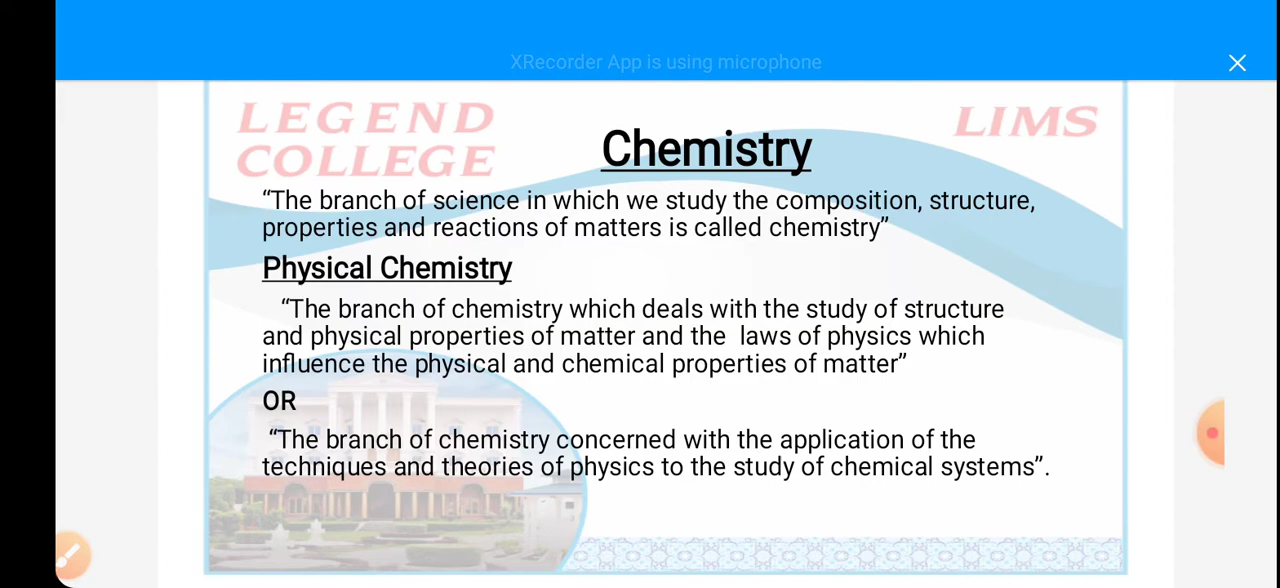 XRecorder App is using microphone
LEGEND
COLLEGE
LIMS
Chemistry
“The branch of science in which we study the composition, structure,
properties and reactions of matters is called chemistry”
Physical Chemistry
“The branch of chemistry which deals with the study of structure
and physical properties of matter and the laws of physics which
influence the physical and chemical properties of matter”
OR
“The branch of chemistry concerned with the application of the
techniques and theories of physics to the study of chemical systems”.